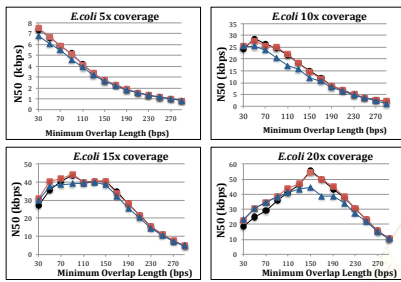 E.coli 5x coverage
8
7
6
5
4
3
2
1
0
N50 (kbps)
30 70 110 150 190 230 270
Minimum Overlap Length (bps)
E.coli 10x coverage
35
30
25
20
15
10
5
0
N50 (kbps)
30 70 110 150 190 230 270
Minimum Overlap Length (bps)
E.coli 15x coverage
50
40
30
20
10
0
N50 (kbps)
30 70 110 150 190 230 270
Minimum Overlap Length (bps)
E.coli 20x coverage
60
50
40
30
20
10
0
N50 (kbps)
30 70 110 150 190 230 270
Minimum Overlap Length (bps)